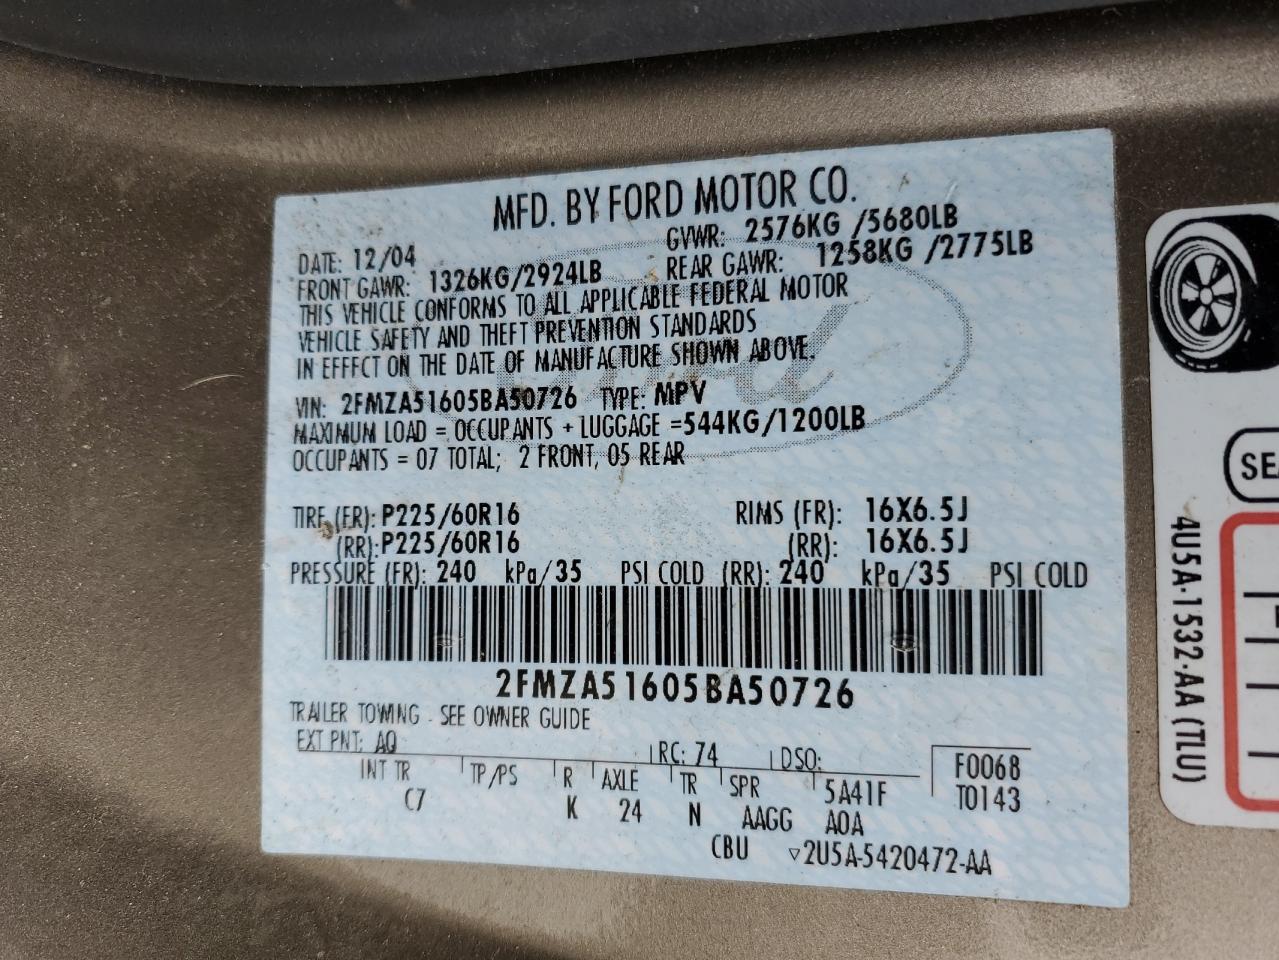 MFD. BY FORD MOTOR CO.
DATE: 12/04 GVWR: 2576KG /5680LB
FRONT GAWR: 1326KG/2924LB REAR GAWR: 1258KG /2775LB
THIS VEHICLE CONFORMS TO ALL APPLICABLE FEDERAL MOTOR
VEHICLE SAFETY AND THEFT PREVENTION STANDARDS
IN EFFFCT ON THE DATE OF MANUFACTURE SHOWN ABOVE.
VIN: 2FMZA51605BA50726 TYPE: MPV
MAXIMUM LOAD = OCCUPANTS + LUGGAGE =544KG/1200LB
OCCUPANTS = 07 TOTAL; 2 FRONT, 05 REAR
TIRE (FR): P225/60R16 RIMS (FR): 16X6.5J
(RR): P225/60R16 (RR): 16X6.5J
PRESSURE (FR): 240 kPa/35 PSI COLD (RR): 240 kPa/35 PSI COLD
2FMZA51605BA50726
TRAILER TOWING - SEE OWNER GUIDE
EXT PNT: AQ RC: 74 DSO: F0068
INT TR TP/PS R AXLE TR SPR 5A41F T0143
C7 K 24 N AAGG A0A
CBU ▽2U5A-5420472-AA
Ford
SEA
4U5A-1532-AA (TLU)